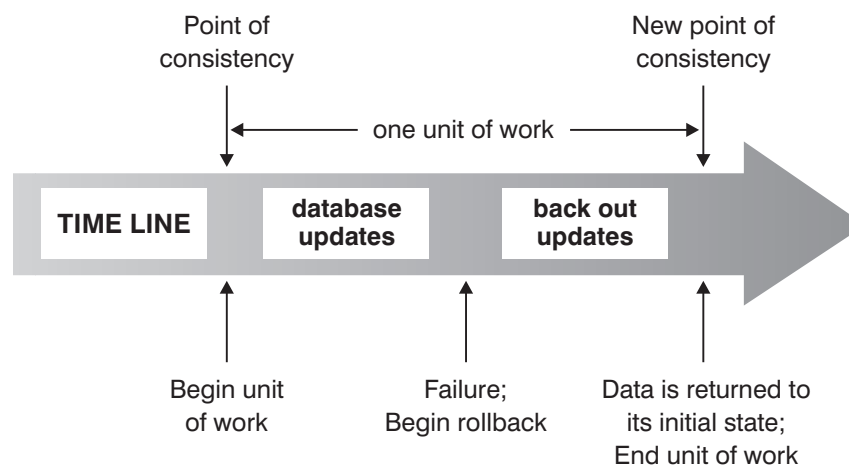 Point of
consistency
New point of
consistency
one unit of work
TIME LINE
database
updates
back out
updates
Begin unit
of work
Failure;
Begin rollback
Data is returned to
its initial state;
End unit of work